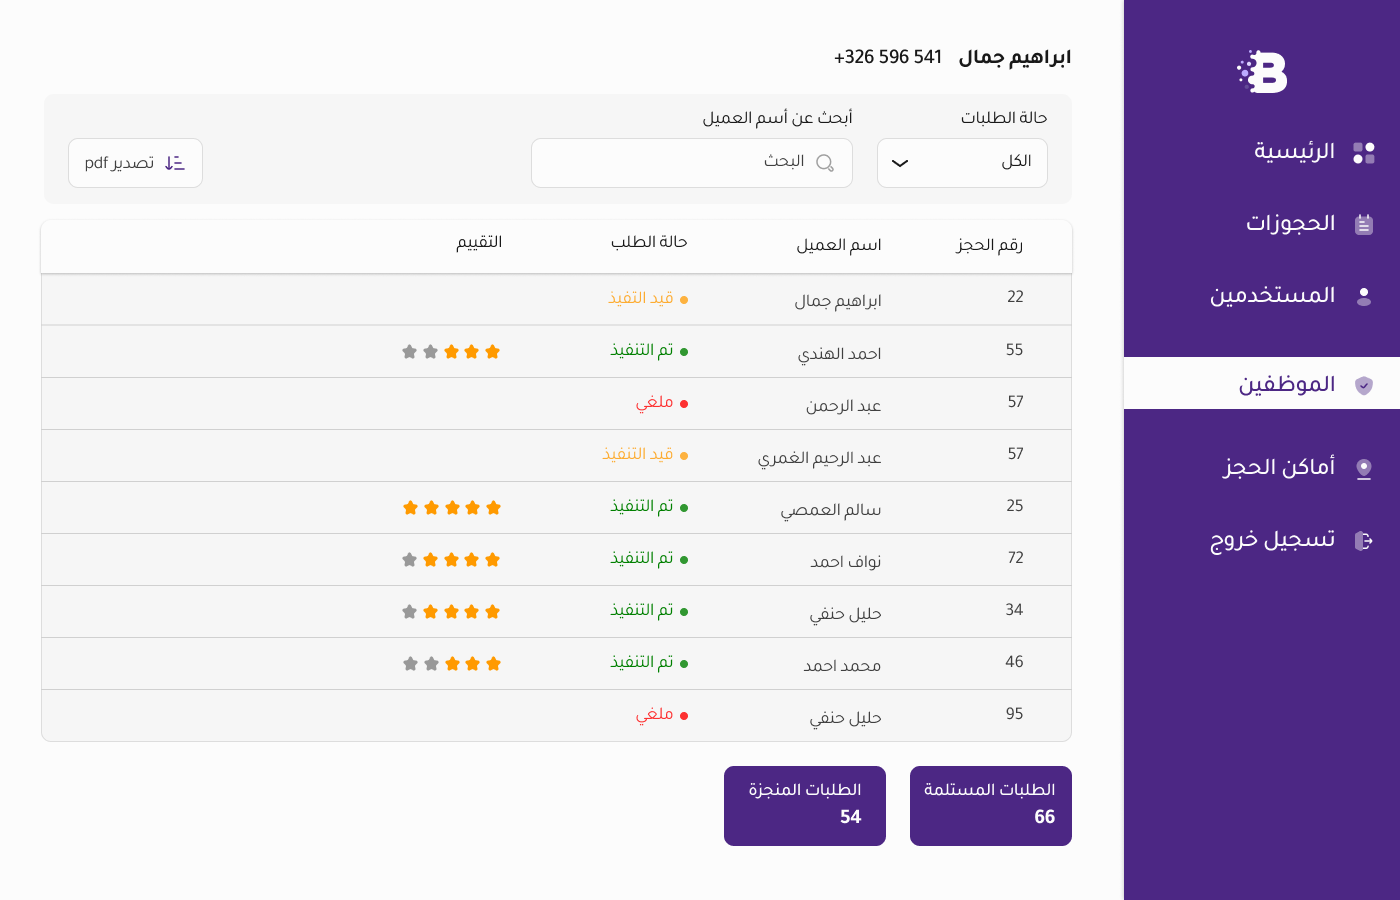 B
الرئيسية
الحجوزات
المستخدمين
الموظفين
أماكن الحجز
تسجيل خروج
ابراهيم جمال +326 596 541
حالة الطلبات
أبحث عن أسم العميل
الكل
البحث
تصدير pdf
رقم الحجز اسم العميل حالة الطلب التقييم
22 ابراهيم جمال قيد التفيذ
55 احمد الهندي تم التنفيذ
57 عبد الرحمن ملغي
57 عبد الرحيم الغمري قيد التنفيذ
25 سالم العمصي تم التنفيذ
72 نواف احمد تم التنفيذ
34 حليل حنفي تم التنفيذ
46 محمد احمد تم التنفيذ
95 حليل حنفي ملغي
الطلبات المستلمة
66
الطلبات المنجزة
54